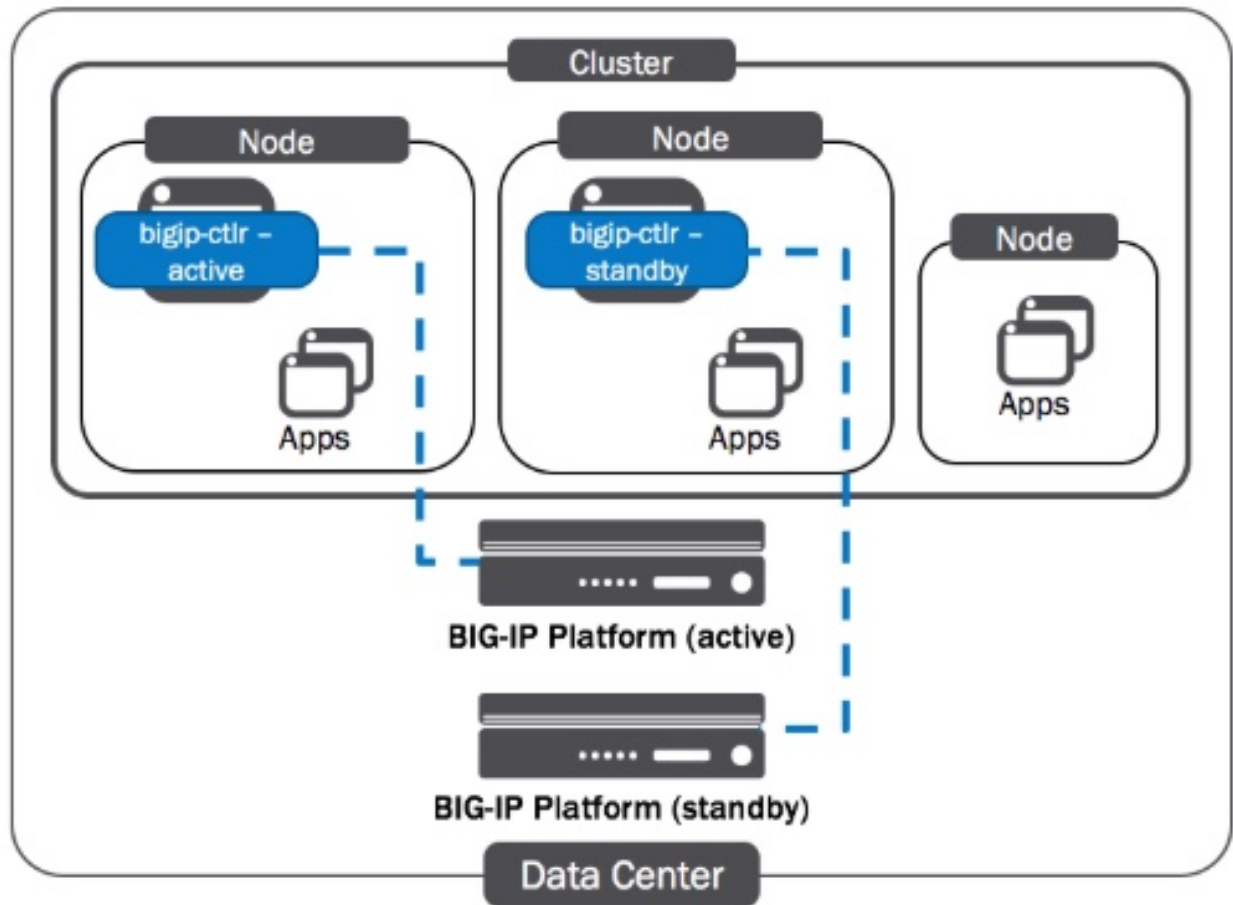 Cluster
Node
Node
Node
bigip-ctlr –
active
bigip-ctlr –
standby
Apps
Apps
Apps
BIG-IP Platform (active)
BIG-IP Platform (standby)
Data Center